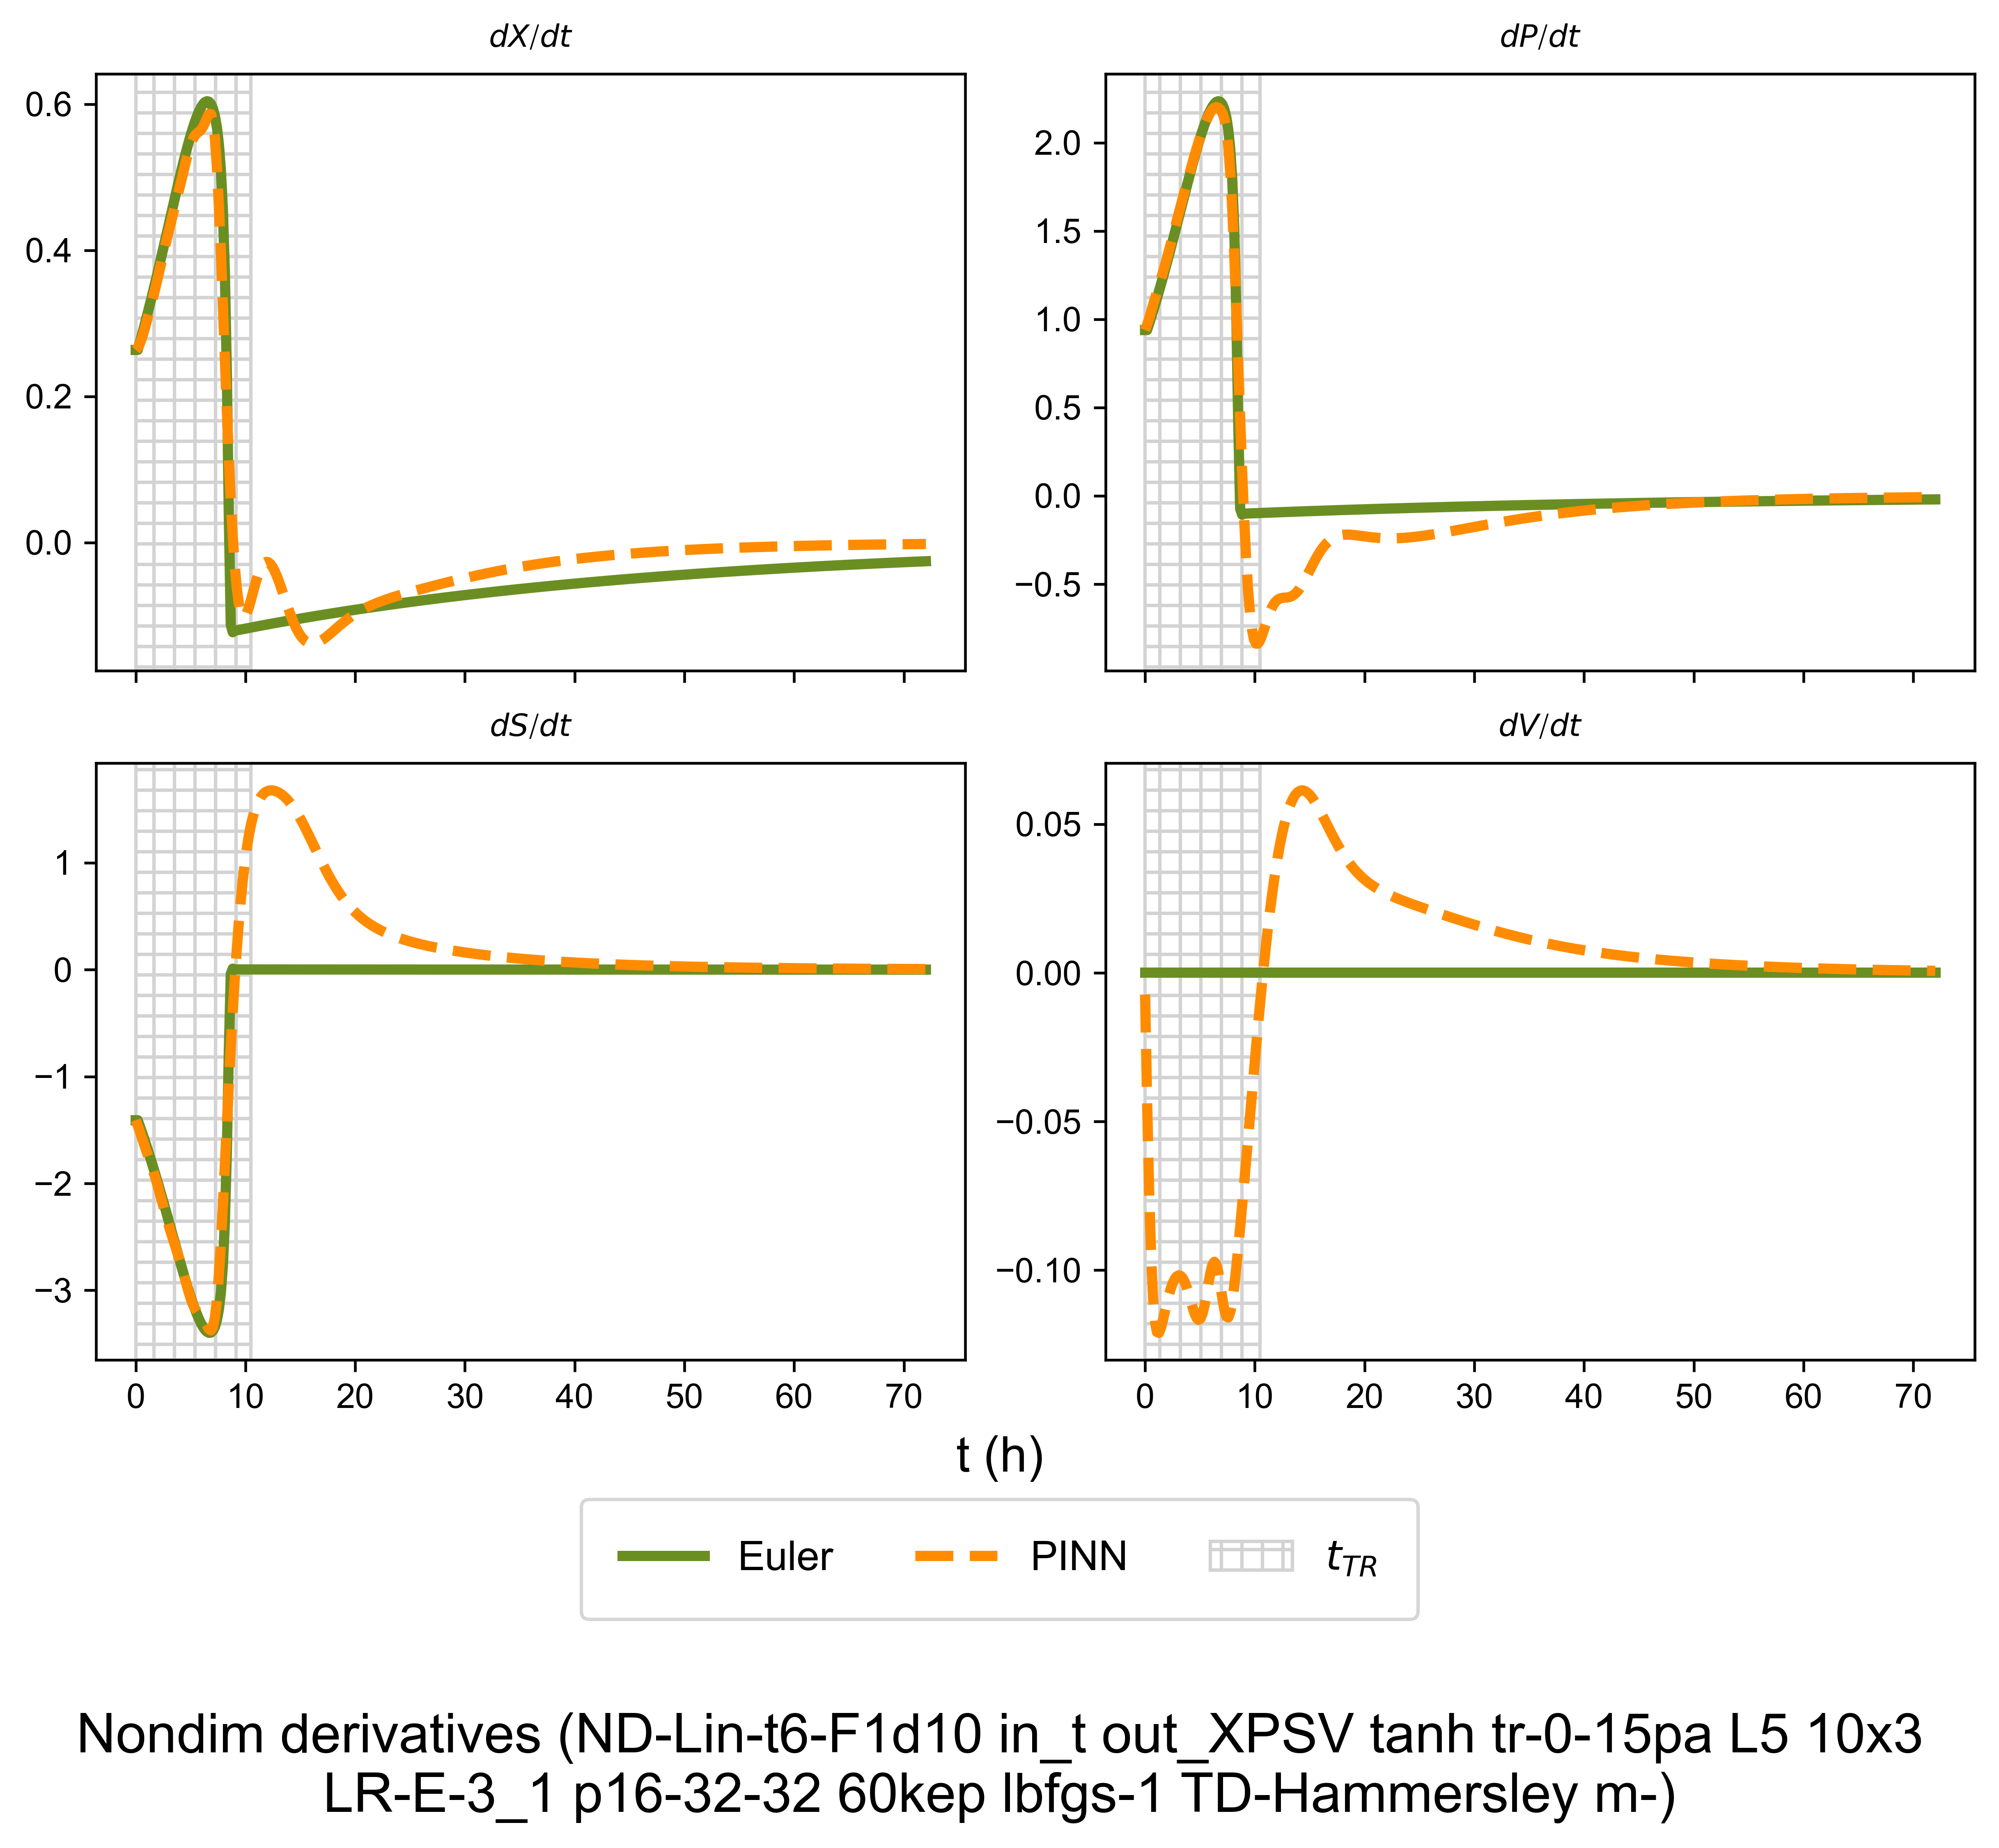 dX/dt
dP/dt
0.6
0.4
0.2
0.0
2.0
1.5
1.0
0.5
0.0
−0.5
dS/dt
dV/dt
1
0
−1
−2
−3
0 10 20 30 40 50 60 70
0.05
0.00
−0.05
−0.10
0 10 20 30 40 50 60 70
t (h)
Euler PINN t_TR
Nondim derivatives (ND-Lin-t6-F1d10 in_t out_XPSV tanh tr-0-15pa L5 10x3
LR-E-3_1 p16-32-32 60kep lbfgs-1 TD-Hammersley m-)